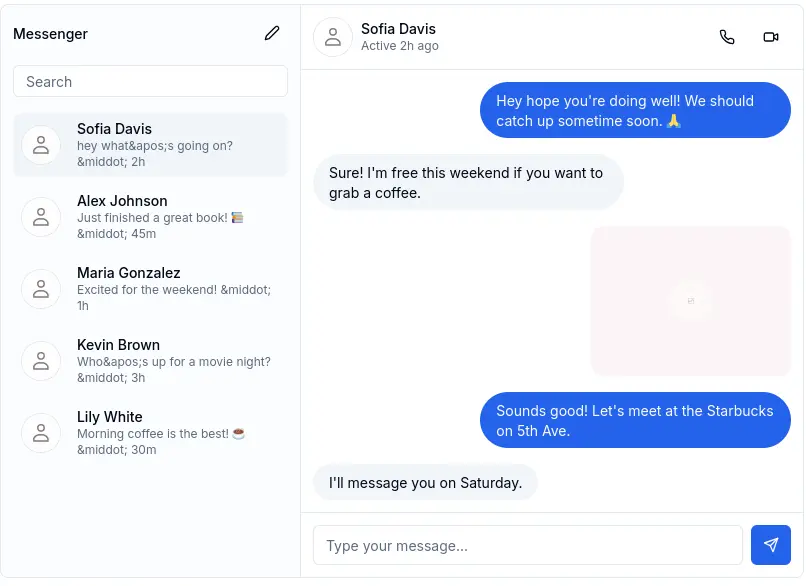 Messenger
Search
Sofia Davis
hey what&apos;s going on?
&middot; 2h
Alex Johnson
Just finished a great book! 📚
&middot; 45m
Maria Gonzalez
Excited for the weekend! &middot;
1h
Kevin Brown
Who&apos;s up for a movie night?
&middot; 3h
Lily White
Morning coffee is the best! ☕
&middot; 30m
Sofia Davis
Active 2h ago
Hey hope you're doing well! We should
catch up sometime soon. 🙏
Sure! I'm free this weekend if you want to
grab a coffee.
Sounds good! Let's meet at the Starbucks
on 5th Ave.
I'll message you on Saturday.
Type your message...